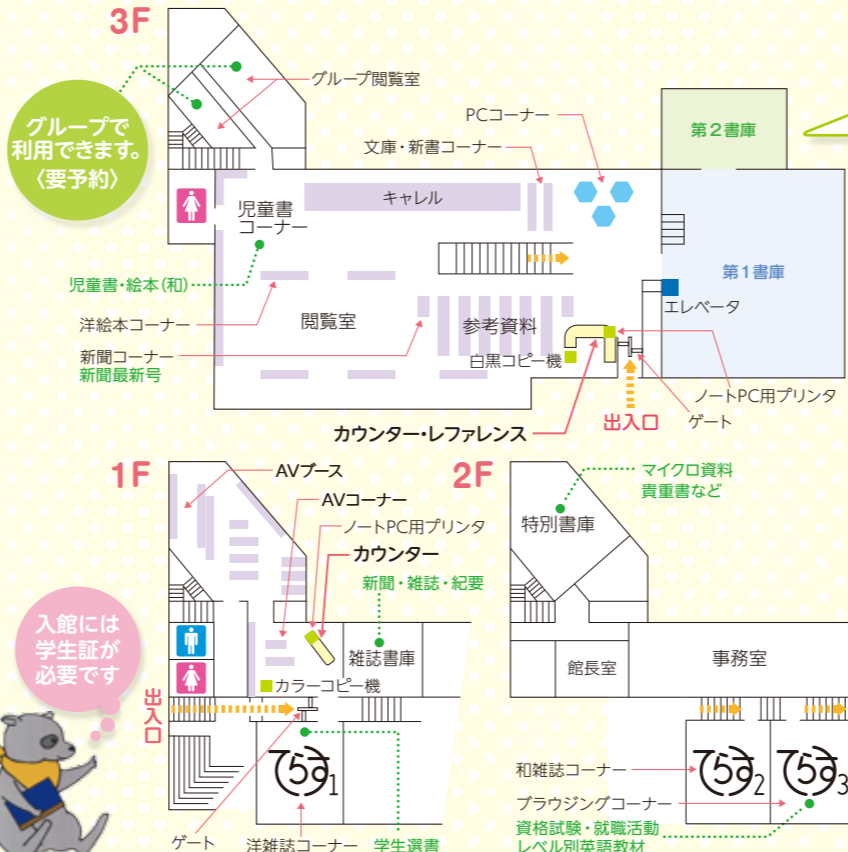 3F
グループ閲覧室
グループで
利用できます。
〈要予約〉
PCコーナー
文庫・新書コーナー
第2書庫
キャレル
児童書
コーナー
児童書・絵本(和)
洋絵本コーナー
閲覧室
新聞コーナー
新聞最新号
参考資料
白黒コピー機
第1書庫
エレベータ
ノートPC用プリンタ
ゲート
出入口
カウンター・レファレンス
1F
AVブース
AVコーナー
ノートPC用プリンタ
カウンター
新聞・雑誌・紀要
雑誌書庫
カラーコピー機
入館には
学生証が
必要です
出入口
てらす1
ゲート
洋雑誌コーナー
学生選書
2F
マイクロ資料
貴重書など
特別書庫
館長室
事務室
和雑誌コーナー
てらす2
てらす3
ブラウジングコーナー
資格試験・就職活動
レベル別英語教材